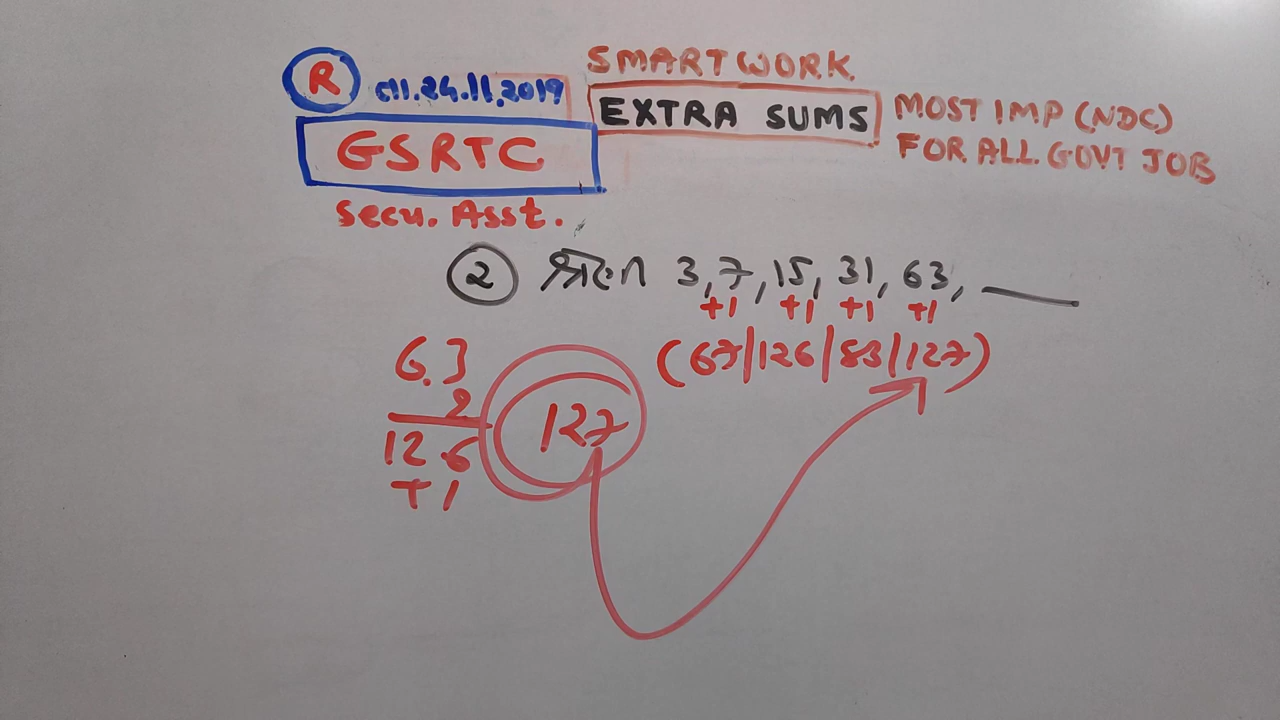 SMARTWORK
R તા.24.11.2019
EXTRA SUMS
MOST IMP (NDC)
FOR ALL GOVT JOB
GSRTC
Secu. Asst.
2 3, 7, 15, 31, 63, ____
+1 +1 +1 +1
(67/126/83/127)
63
2
126
+1
127